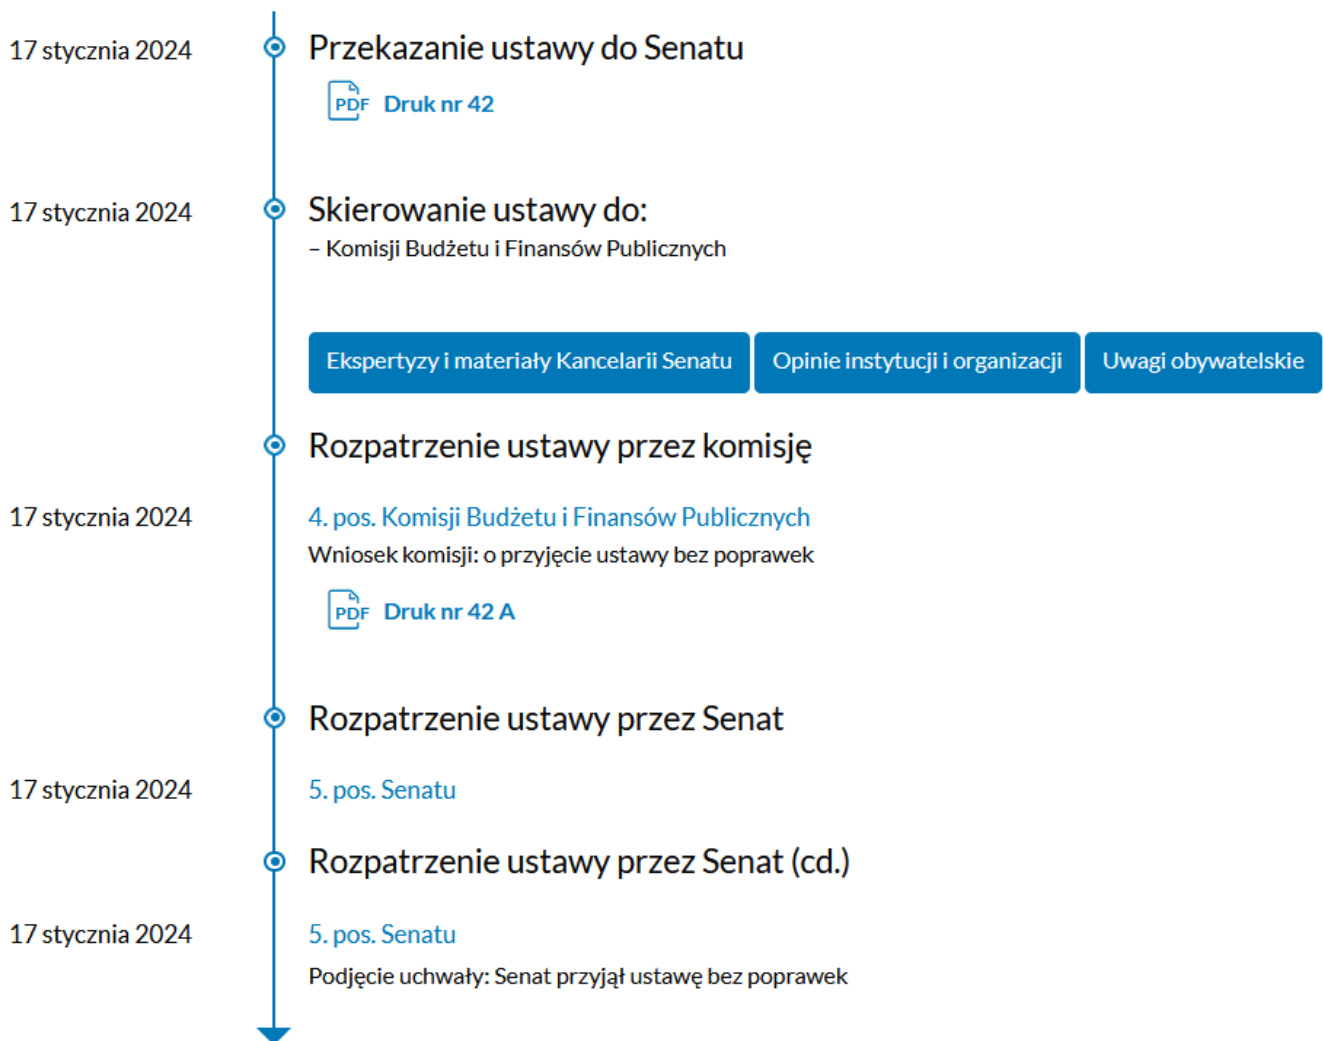 17 stycznia 2024
Przekazanie ustawy do Senatu
PDF Druk nr 42
17 stycznia 2024
Skierowanie ustawy do:
– Komisji Budżetu i Finansów Publicznych
Ekspertyzy i materiały Kancelarii Senatu
Opinie instytucji i organizacji
Uwagi obywatelskie
Rozpatrzenie ustawy przez komisję
17 stycznia 2024
4. pos. Komisji Budżetu i Finansów Publicznych
Wniosek komisji: o przyjęcie ustawy bez poprawek
PDF Druk nr 42 A
Rozpatrzenie ustawy przez Senat
17 stycznia 2024
5. pos. Senatu
Rozpatrzenie ustawy przez Senat (cd.)
17 stycznia 2024
5. pos. Senatu
Podjęcie uchwały: Senat przyjął ustawę bez poprawek